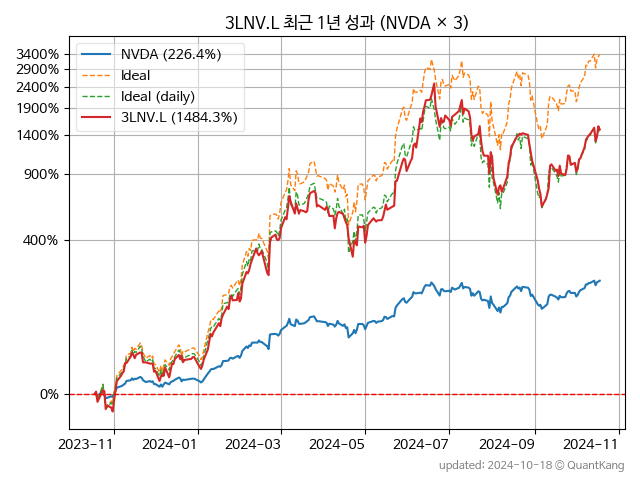 3LNV.L 최근 1년 성과 (NVDA × 3)
3400%
2900%
2400%
1900%
1400%
900%
400%
0%
NVDA (226.4%)
Ideal
Ideal (daily)
3LNV.L (1484.3%)
2023-11
2024-01
2024-03
2024-05
2024-07
2024-09
2024-11
updated: 2024-10-18 © QuantKang